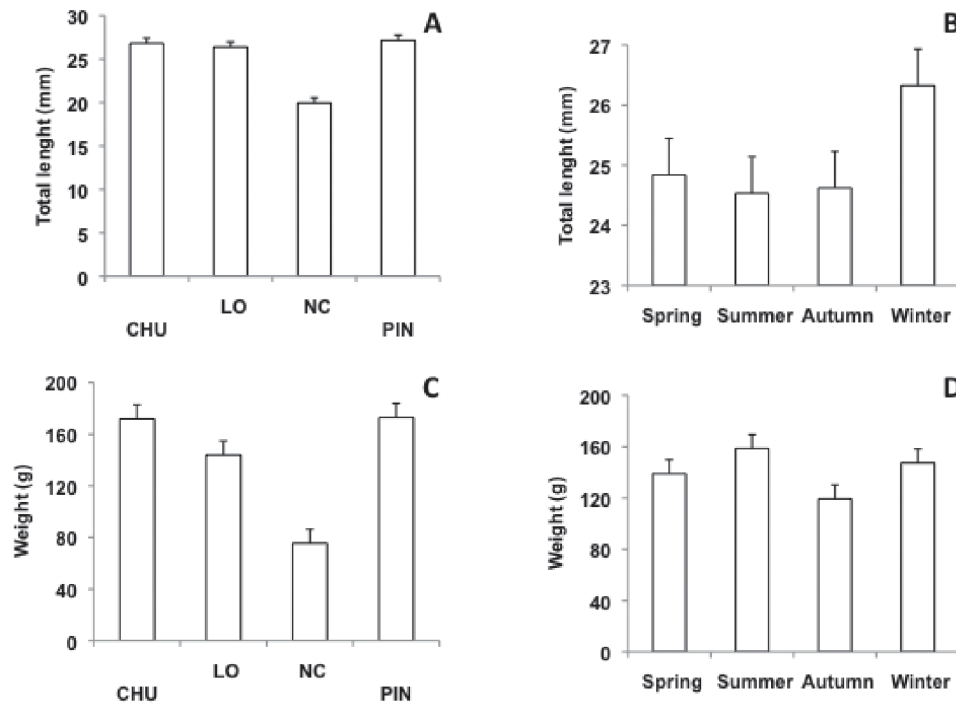 A
Total lenght (mm)
30
25
20
15
10
5
0
LO NC
CHU PIN
B
Total lenght (mm)
27
26
25
24
23
Spring Summer Autumn Winter
C
Weight (g)
200
160
120
80
40
0
LO NC
CHU PIN
D
Weight (g)
200
160
120
80
40
0
Spring Summer Autumn Winter